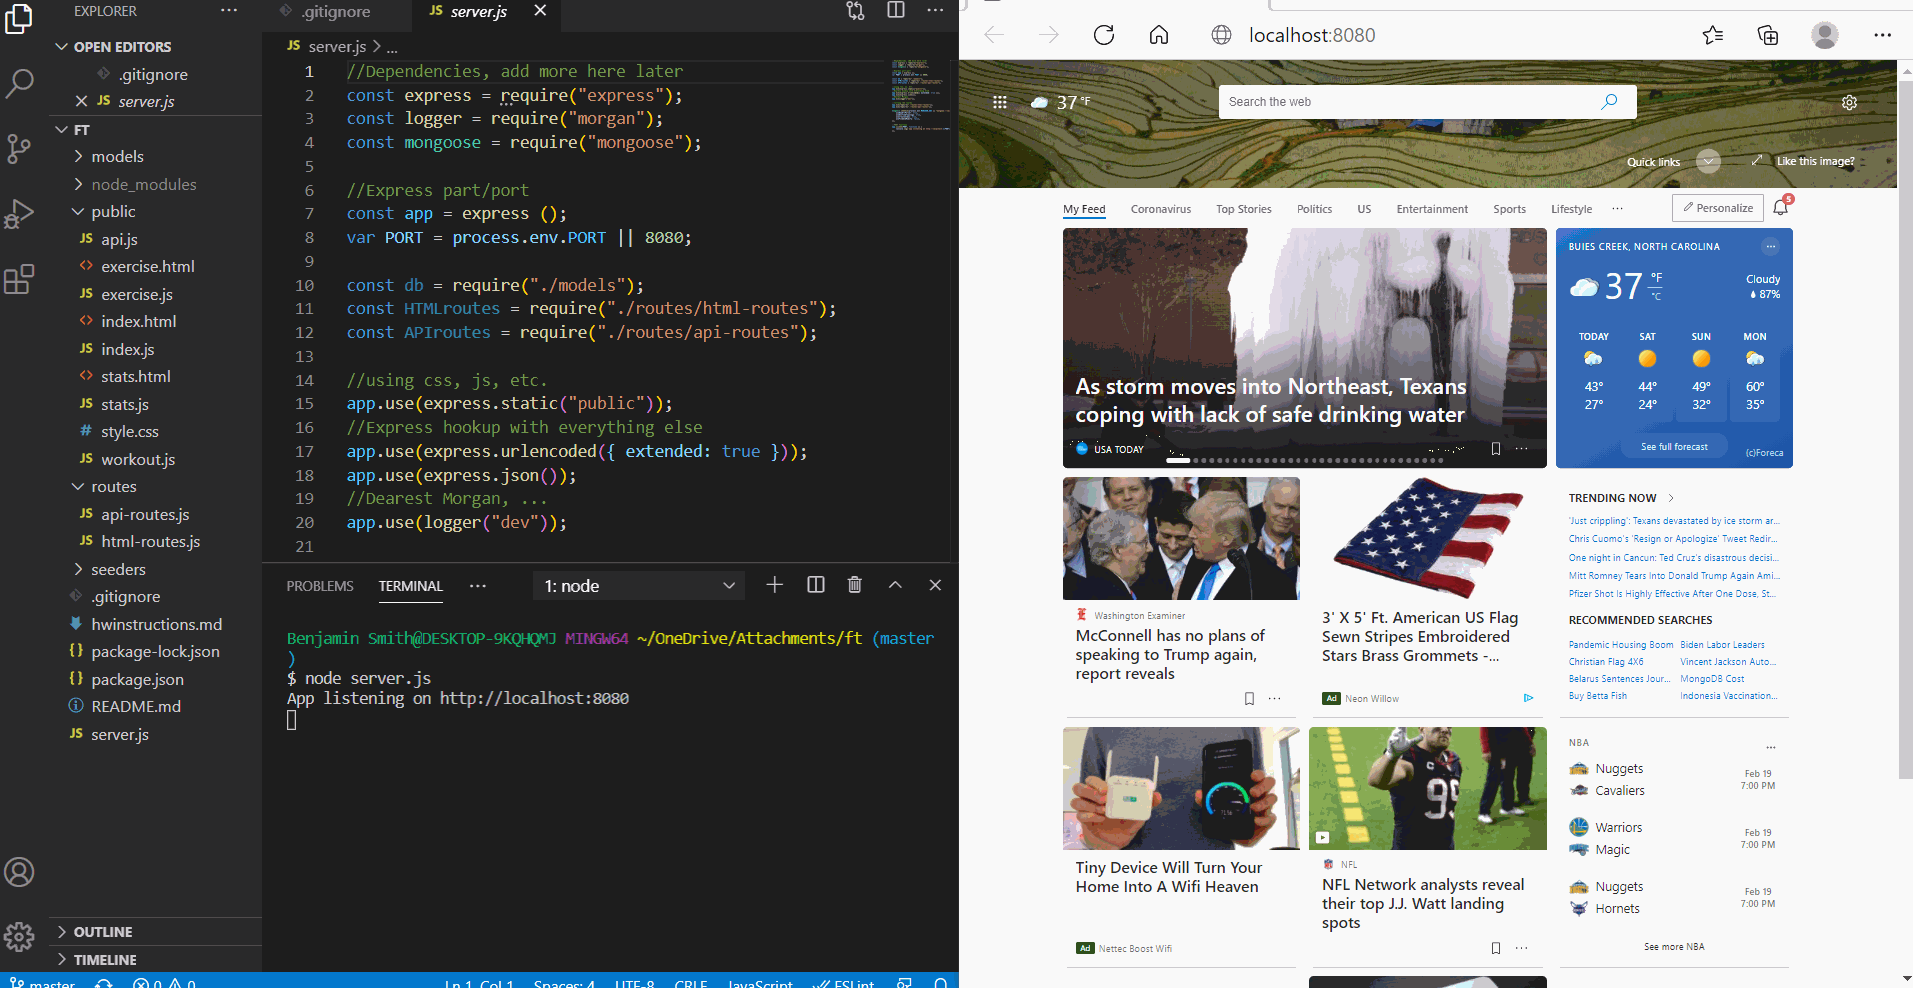 EXPLORER
OPEN EDITORS
.gitignore
JS server.js
FT
models
node_modules
public
JS api.js
exercise.html
JS exercise.js
index.html
JS index.js
stats.html
JS stats.js
# style.css
JS workout.js
routes
JS api-routes.js
JS html-routes.js
seeders
.gitignore
hwinstructions.md
{} package-lock.json
{} package.json
README.md
JS server.js
OUTLINE
TIMELINE
.gitignore
JS server.js
JS server.js > ...
1 //Dependencies, add more here later
2 const express = require("express");
3 const logger = require("morgan");
4 const mongoose = require("mongoose");
5
6 //Express part/port
7 const app = express ();
8 var PORT = process.env.PORT || 8080;
9
10 const db = require("./models");
11 const HTMLroutes = require("./routes/html-routes");
12 const APIroutes = require("./routes/api-routes");
13
14 //using css, js, etc.
15 app.use(express.static("public"));
16 //Express hookup with everything else
17 app.use(express.urlencoded({ extended: true }));
18 app.use(express.json());
19 //Dearest Morgan, ...
20 app.use(logger("dev"));
21
PROBLEMS TERMINAL 1: node
Benjamin Smith@DESKTOP-9KQHQMJ MINGW64 ~/OneDrive/Attachments/ft (master
)
$ node server.js
App listening on http://localhost:8080
master 0 0 Ln 1, Col 1 Spaces: 4 UTF-8 CRLF JavaScript ESLint
localhost:8080
37 °F
Search the web
Quick links
Like this image?
My Feed Coronavirus Top Stories Politics US Entertainment Sports Lifestyle
Personalize
5
As storm moves into Northeast, Texans
coping with lack of safe drinking water
USA TODAY
BUIES CREEK, NORTH CAROLINA
37 °F
°C
Cloudy
87%
TODAY SAT SUN MON
43° 44° 49° 60°
27° 24° 32° 35°
See full forecast
(c)Foreca
Washington Examiner
McConnell has no plans of
speaking to Trump again,
report reveals
3' X 5' Ft. American US Flag
Sewn Stripes Embroidered
Stars Brass Grommets -...
Ad Neon Willow
TRENDING NOW
'Just crippling': Texans devastated by ice storm ar...
Chris Cuomo's 'Resign or Apologize' Tweet Redir...
One night in Cancun: Ted Cruz's disastrous decisi...
Mitt Romney Tears Into Donald Trump Again Ami...
Pfizer Shot Is Highly Effective After One Dose, St...
RECOMMENDED SEARCHES
Pandemic Housing Boom Biden Labor Leaders
Christian Flag 4X6 Vincent Jackson Auto...
Belarus Sentences Jour... MongoDB Cost
Buy Betta Fish Indonesia Vaccination...
Tiny Device Will Turn Your
Home Into A Wifi Heaven
Ad Nettec Boost Wifi
99
NFL
NFL Network analysts reveal
their top J.J. Watt landing
spots
NBA
Nuggets
Cavaliers
Feb 19
7:00 PM
Warriors
Magic
Feb 19
7:00 PM
Nuggets
Hornets
Feb 19
7:00 PM
See more NBA